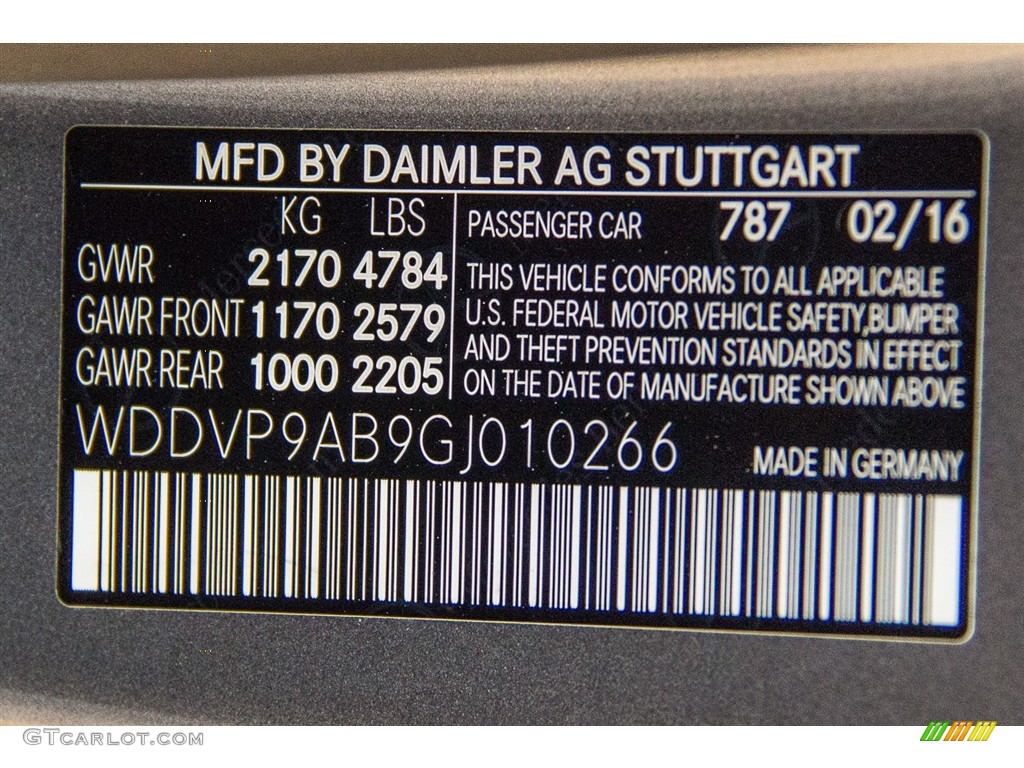 MFD BY DAIMLER AG STUTTGART
KG LBS
GVWR 2170 4784
GAWR FRONT 1170 2579
GAWR REAR 1000 2205
PASSENGER CAR 787 02/16
THIS VEHICLE CONFORMS TO ALL APPLICABLE
U.S. FEDERAL MOTOR VEHICLE SAFETY,BUMPER
AND THEFT PREVENTION STANDARDS IN EFFECT
ON THE DATE OF MANUFACTURE SHOWN ABOVE
WDDVP9AB9GJ010266
MADE IN GERMANY
GTCARLOT.COM